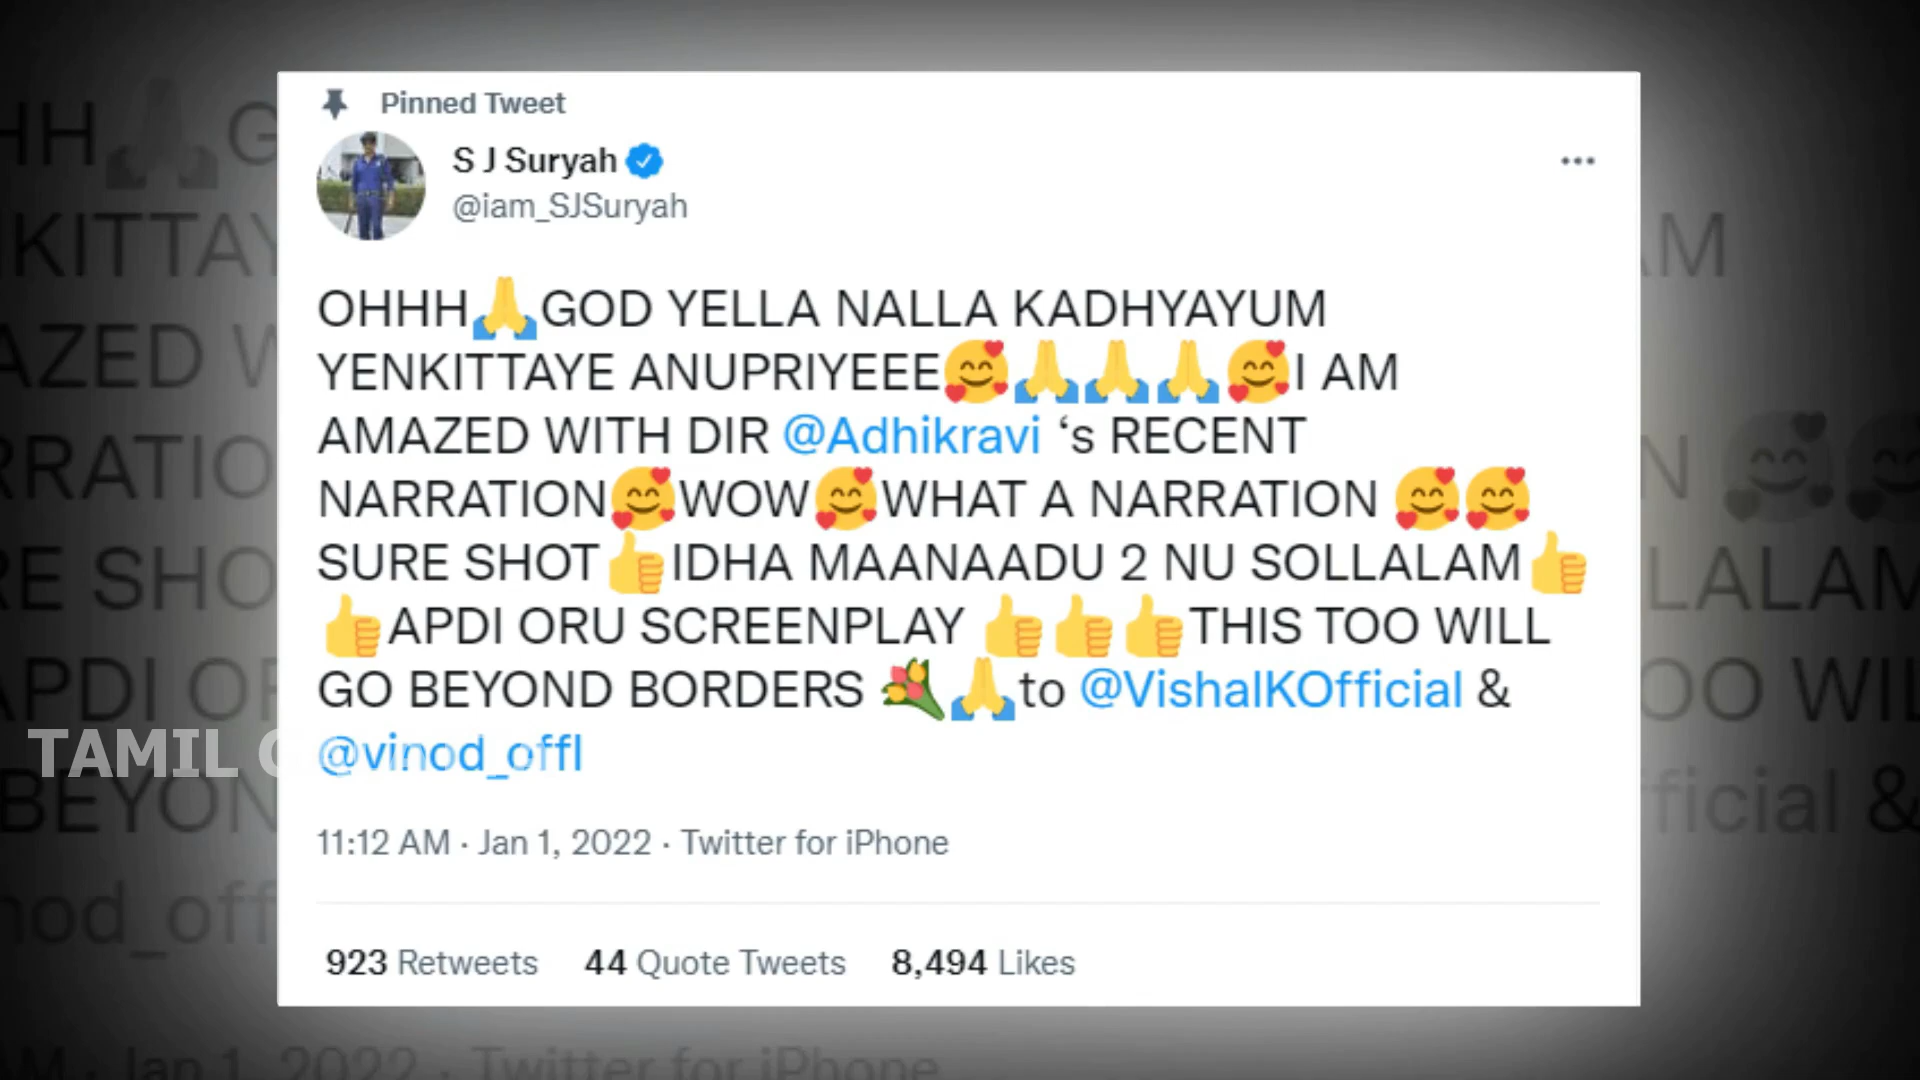 Pinned Tweet
S J Suryah
@iam_SJSuryah
OHHH🙏GOD YELLA NALLA KADHYAYUM
YENKITTAYE ANUPRIYEEE🥰🙏🙏🙏🥰I AM
AMAZED WITH DIR @Adhikravi ‘s RECENT
NARRATION🥰WOW🥰WHAT A NARRATION 🥰🥰
SURE SHOT👍IDHA MAANAADU 2 NU SOLLALAM👍
👍APDI ORU SCREENPLAY 👍👍👍THIS TOO WILL
GO BEYOND BORDERS 💐🙏to @VishalKOfficial &
@vinod_offl
TAMIL
11:12 AM · Jan 1, 2022 · Twitter for iPhone
923 Retweets 44 Quote Tweets 8,494 Likes